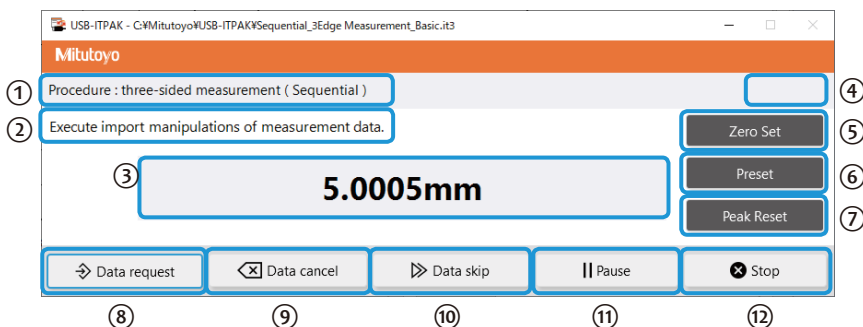 USB-ITPAK - C:¥Mitutoyo¥USB-ITPAK¥Sequential_3Edge Measurement_Basic.it3
Mitutoyo
① Procedure : three-sided measurement ( Sequential ) ④
② Execute import manipulations of measurement data.
Zero Set ⑤
③ 5.0005mm
Preset ⑥
Peak Reset ⑦
Data request Data cancel Data skip Pause Stop
⑧ ⑨ ⑩ ⑪ ⑫